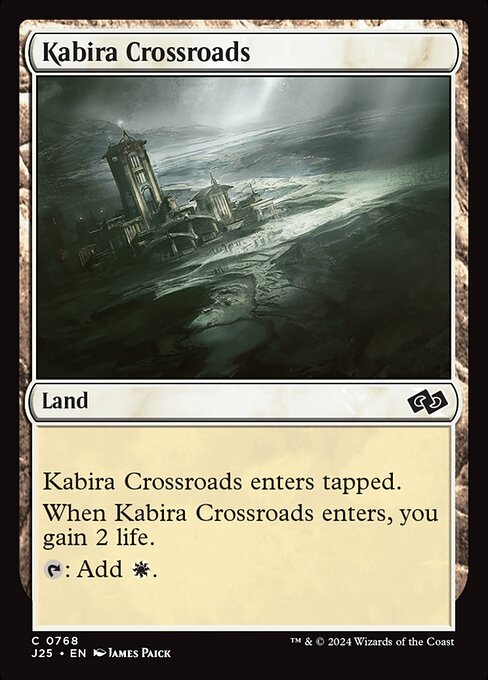 Kabira Crossroads
Land
Kabira Crossroads enters tapped.
When Kabira Crossroads enters, you
gain 2 life.
: Add .
C 0768
J25 • EN James Paick
™ & © 2024 Wizards of the Coast